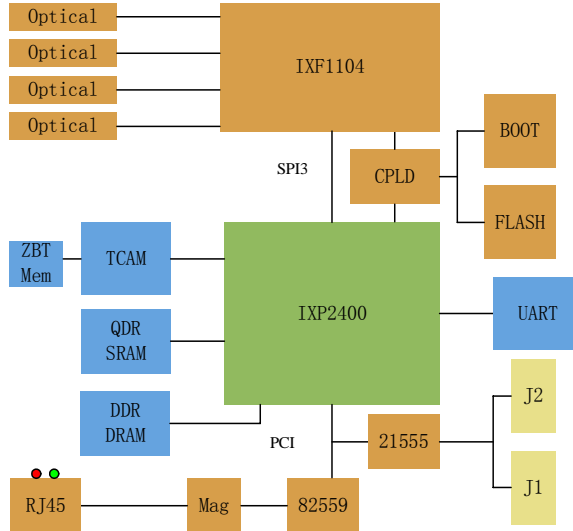 Optical
Optical
Optical
Optical
IXF1104
BOOT
SPI3
CPLD
FLASH
ZBT
Mem
TCAM
IXP2400
UART
QDR
SRAM
DDR
DRAM
PCI
21555
J2
J1
RJ45
Mag
82559